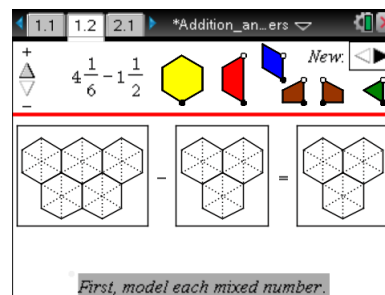 1.1 1.2 2.1 *Addition_an…ers
+ 4 1/6 − 1 1/2 New:
−
− =
First, model each mixed number.